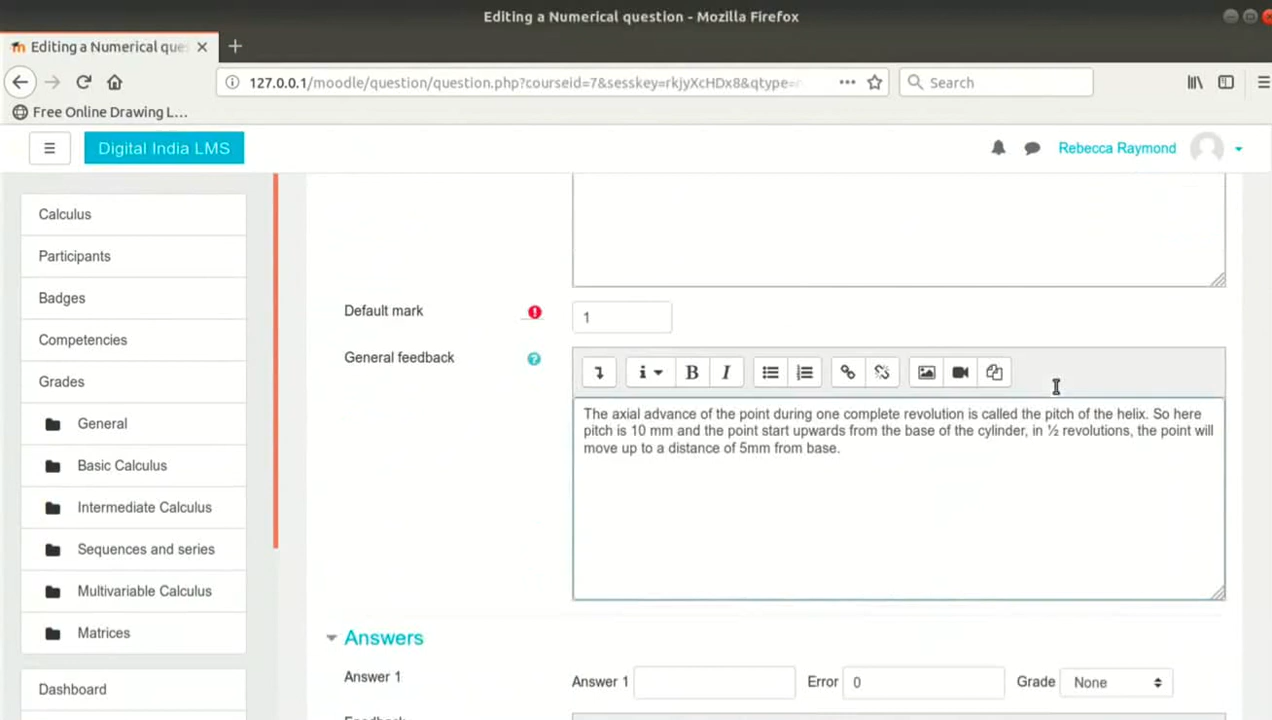 Editing a Numerical question - Mozilla Firefox
Editing a Numerical que
127.0.0.1/moodle/question/question.php?courseid=7&sesskey=rkjyXcHDx8&qtype=
Search
Free Online Drawing L...
Digital India LMS
Rebecca Raymond
Calculus
Participants
Badges
Competencies
Grades
General
Basic Calculus
Intermediate Calculus
Sequences and series
Multivariable Calculus
Matrices
Dashboard
Default mark
1
General feedback
i B I
The axial advance of the point during one complete revolution is called the pitch of the helix. So here
pitch is 10 mm and the point start upwards from the base of the cylinder, in ½ revolutions, the point will
move up to a distance of 5mm from base.
Answers
Answer 1 Answer 1 Error 0 Grade None